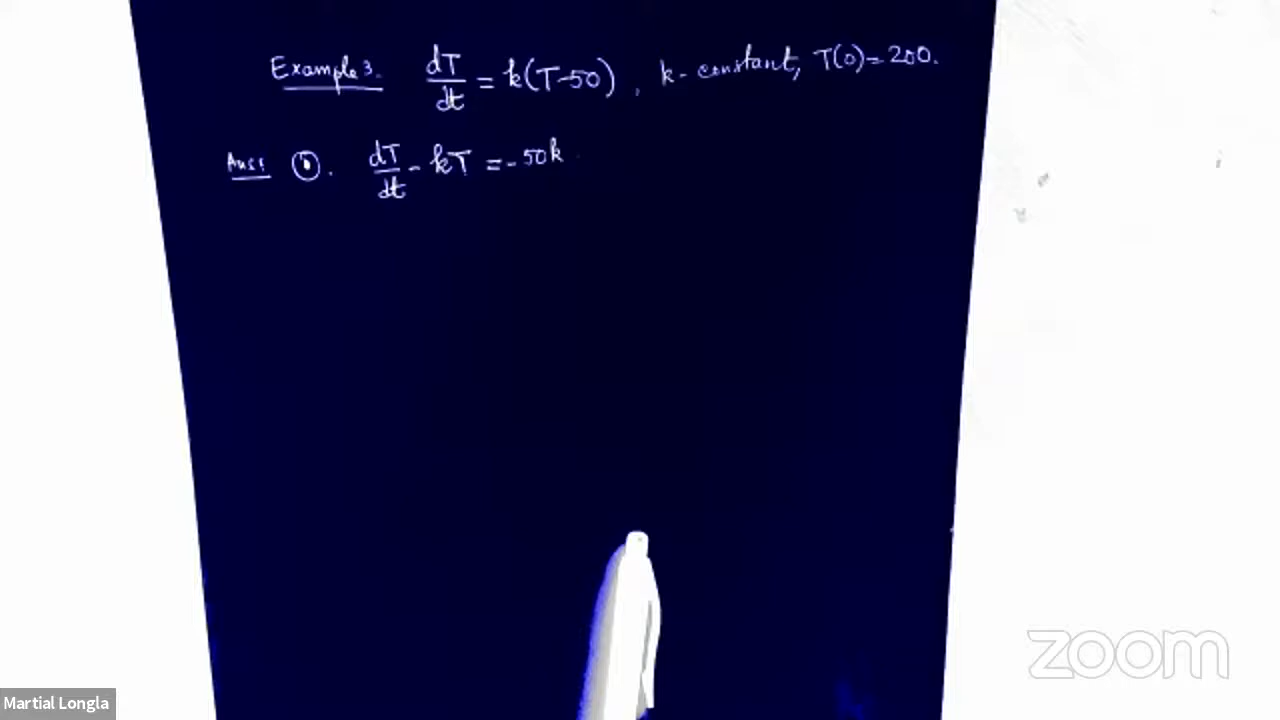 Example 3. dT/dt = k(T-50), k-constant, T(0)=200.
Ans: ①. dT/dt - kT = -50k
zoom
Martial Longla